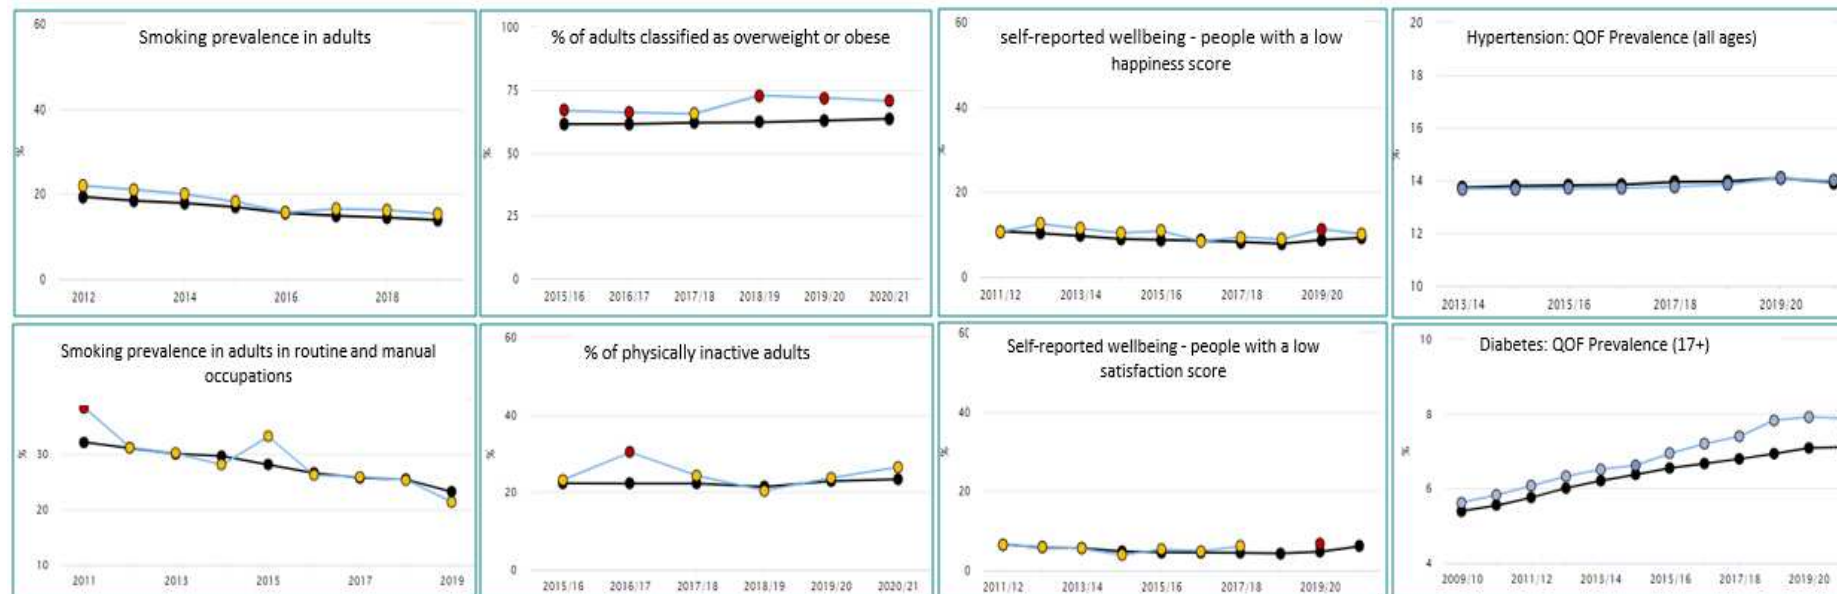 Smoking prevalence in adults
60
40
20
0
%
2012 2014 2016 2018
% of adults classified as overweight or obese
100
75
50
25
0
%
2015/16 2016/17 2017/18 2018/19 2019/20 2020/21
self-reported wellbeing - people with a low
happiness score
60
40
20
0
%
2011/12 2013/14 2015/16 2017/18 2019/20
Hypertension: QOF Prevalence (all ages)
20
18
16
14
12
10
%
2013/14 2015/16 2017/18 2019/20
Smoking prevalence in adults in routine and manual
occupations
30
20
10
%
2011 2013 2015 2017 2019
% of physically inactive adults
60
40
20
0
%
2015/16 2016/17 2017/18 2018/19 2019/20 2020/21
Self-reported wellbeing - people with a low
satisfaction score
60
40
20
0
%
2011/12 2013/14 2015/16 2017/18 2019/20
Diabetes: QOF Prevalence (17+)
10
8
6
4
%
2009/10 2011/12 2013/14 2015/16 2017/18 2019/20